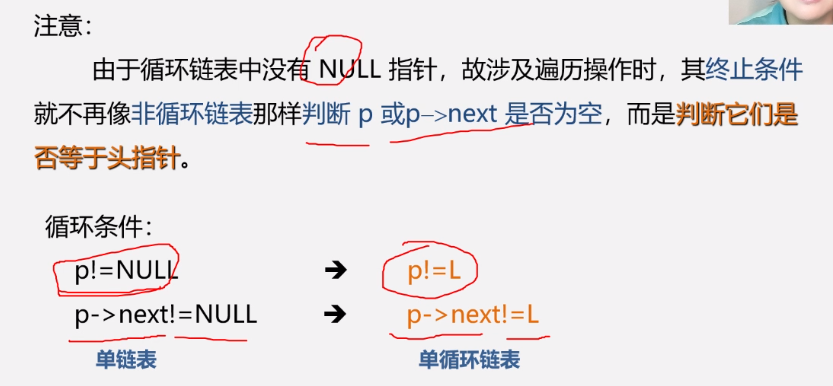 注意：
由于循环链表中没有 NULL 指针，故涉及遍历操作时，其终止条件
就不再像非循环链表那样判断 p 或p–>next 是否为空，而是判断它们是
否等于头指针。
循环条件：
p!=NULL ➔ p!=L
p->next!=NULL ➔ p->next!=L
单链表 单循环链表